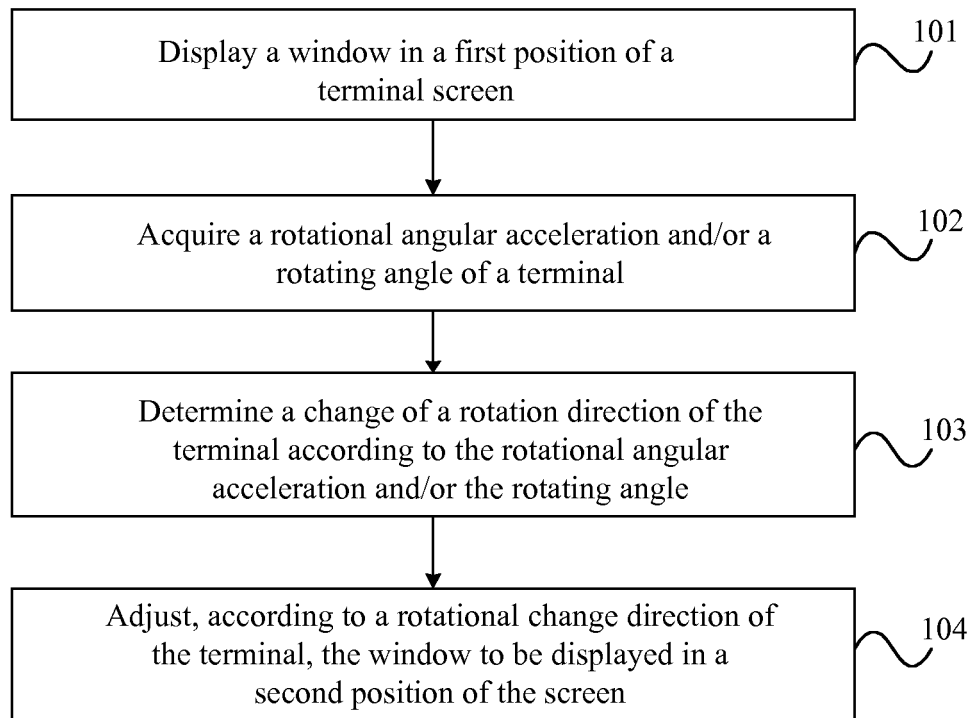 Display a window in a first position of a
terminal screen
101
Acquire a rotational angular acceleration and/or a
rotating angle of a terminal
102
Determine a change of a rotation direction of the
terminal according to the rotational angular
acceleration and/or the rotating angle
103
Adjust, according to a rotational change direction of
the terminal, the window to be displayed in a
second position of the screen
104